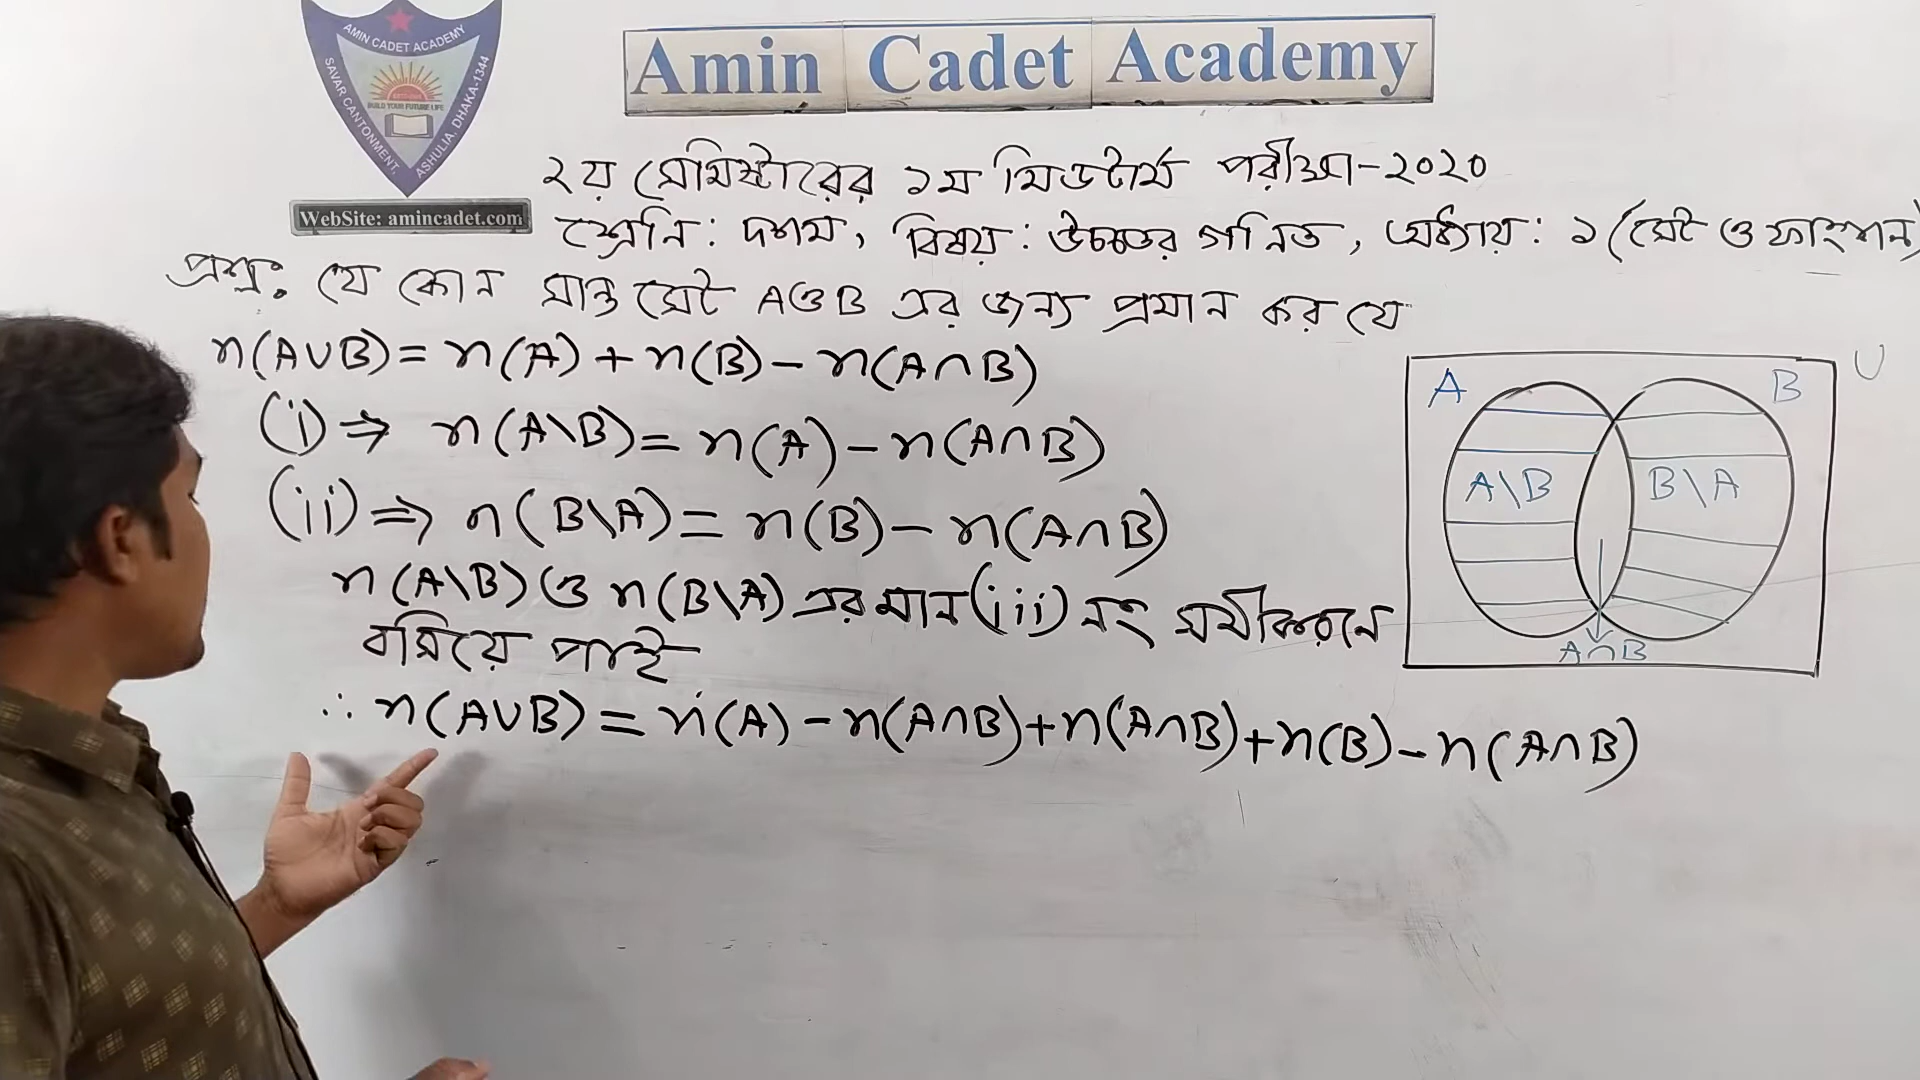 AMIN CADET ACADEMY
SAVAR CANTONMENT,
ASHULIA, DHAKA-1344
BUILD YOUR FUTURE LIFE
WebSite: amincadet.com
Amin Cadet Academy
২য় সেমিস্টারের ১ম মিডটার্ম পরীক্ষা-২০২০
শ্রেনি: দশম, বিষয়: উচ্চতর গনিত, অধ্যায়: ১ (সেট ও ফাংশন)
প্রশ্ন: যে কোন সান্ত সেট A ও B এর জন্য প্রমান কর যে
n(A∪B) = n(A) + n(B) - n(A∩B)
(i) ⇒ n(A\B) = n(A) - n(A∩B)
(ii) ⇒ n(B\A) = n(B) - n(A∩B)
n(A\B) ও n(B\A) এর মান (iii) নং সমীকরনে
বসিয়ে পাই
∴ n(A∪B) = n(A) - n(A∩B) + n(A∩B) + n(B) - n(A∩B)
U
A B
A\B B\A
A∩B